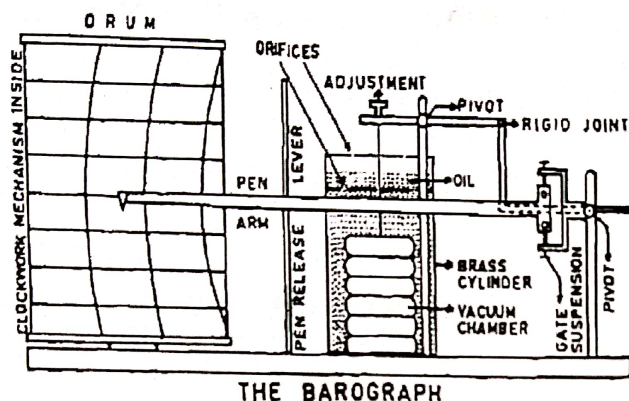 DRUM
CLOCKWORK MECHANISM INSIDE
ORIFICES
ADJUSTMENT
PIVOT
RIGID JOINT
PEN RELEASE LEVER
OIL
PEN
ARM
BRASS
CYLINDER
VACUUM
CHAMBER
GATE
SUSPENSION
PIVOT
THE BAROGRAPH